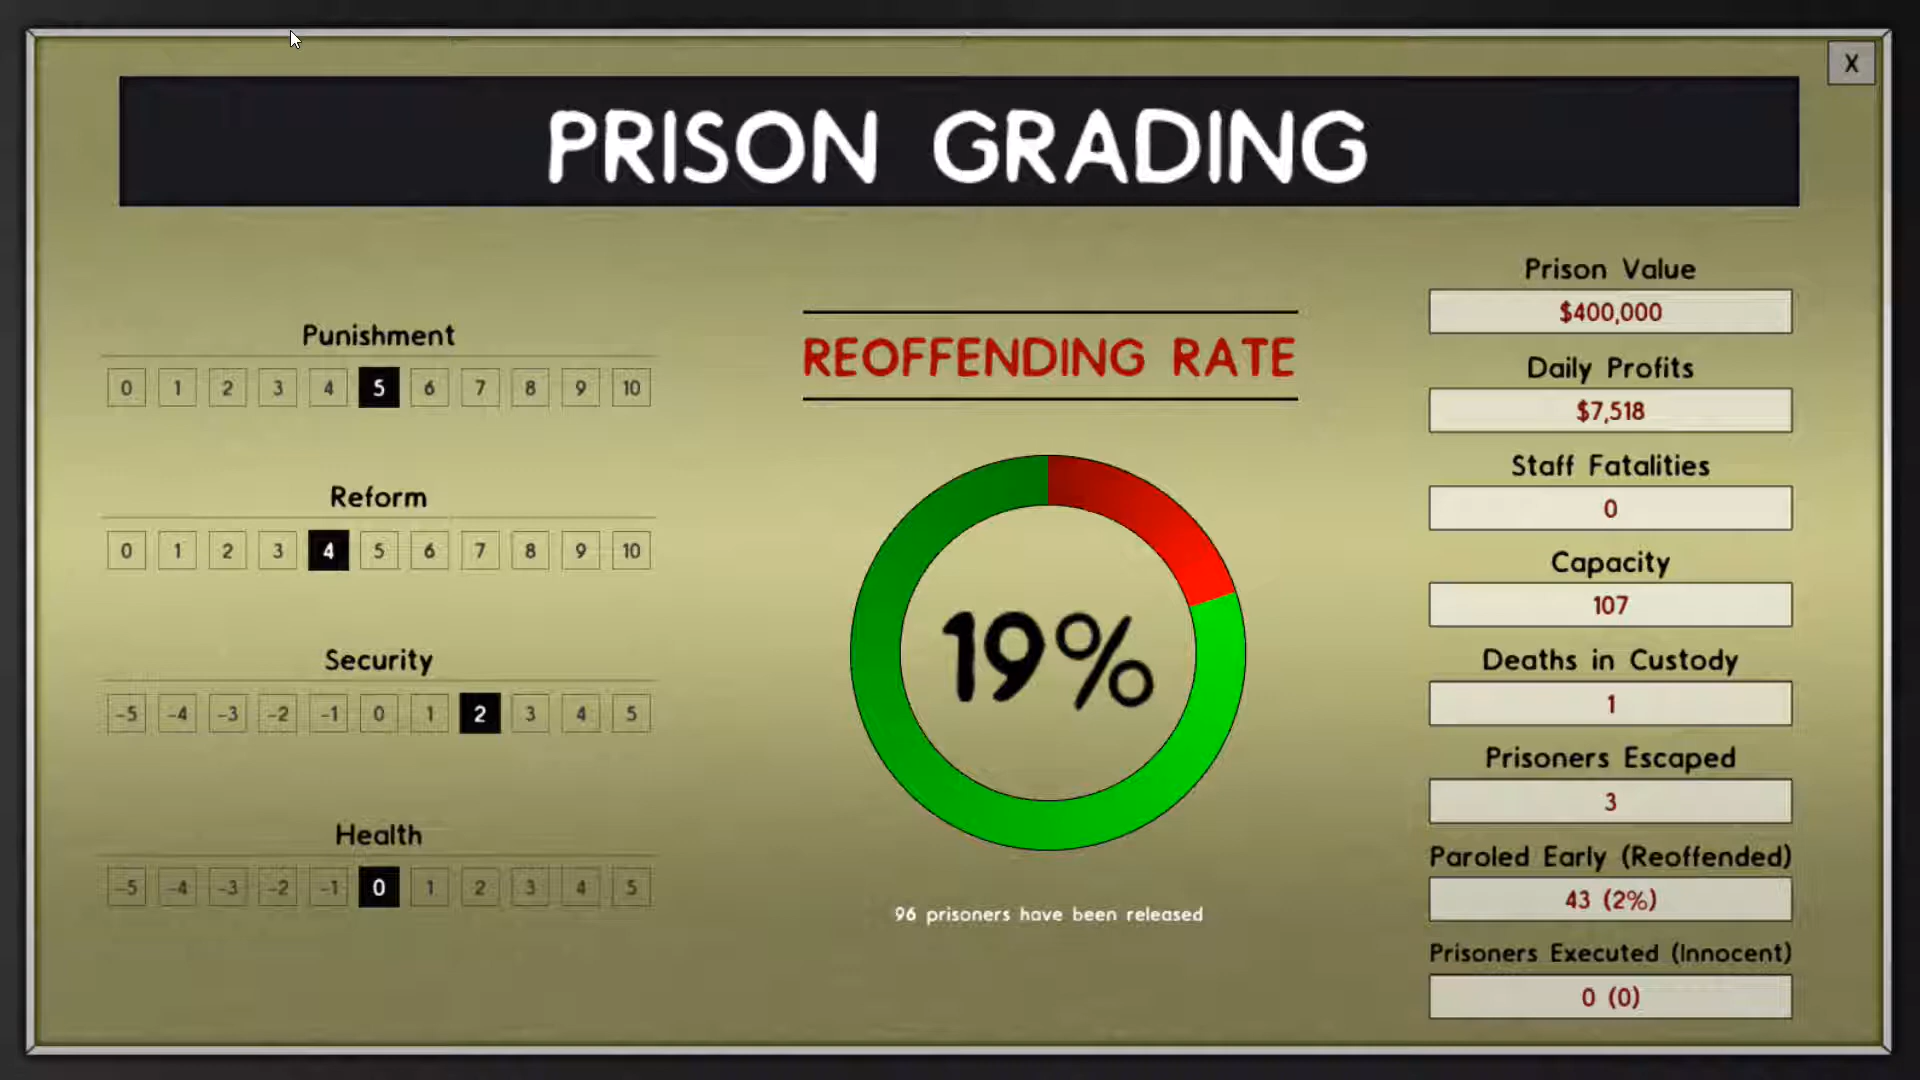 X
PRISON GRADING
Punishment
0 1 2 3 4 5 6 7 8 9 10
Reform
0 1 2 3 4 5 6 7 8 9 10
Security
-5 -4 -3 -2 -1 0 1 2 3 4 5
Health
-5 -4 -3 -2 -1 0 1 2 3 4 5
REOFFENDING RATE
19%
96 prisoners have been released
Prison Value
$400,000
Daily Profits
$7,518
Staff Fatalities
0
Capacity
107
Deaths in Custody
1
Prisoners Escaped
3
Paroled Early (Reoffended)
43 (2%)
Prisoners Executed (Innocent)
0 (0)